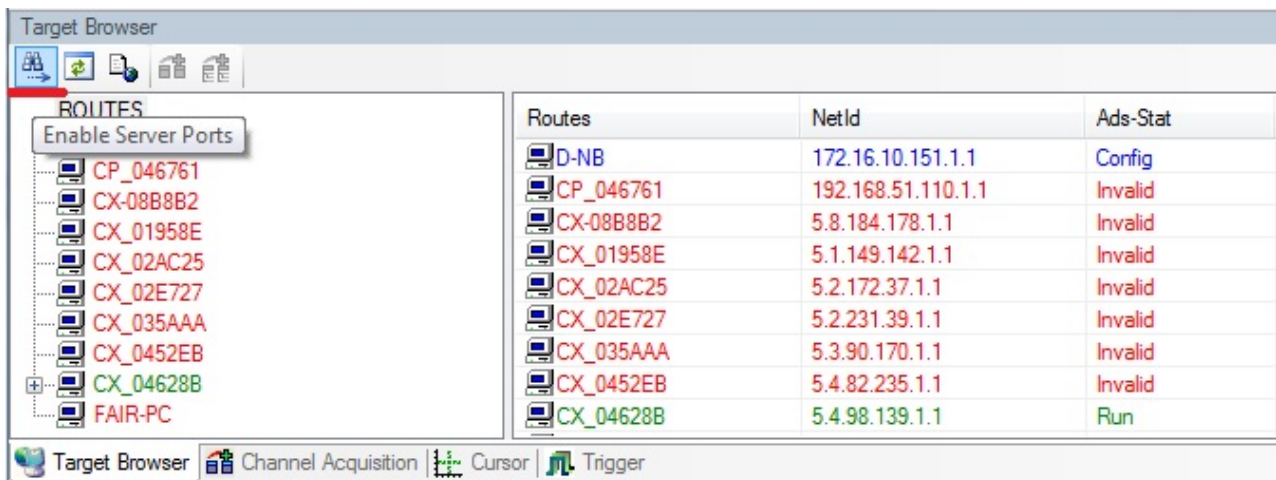 Target Browser
ROUTES
Enable Server Ports
CP_046761
CX-08B8B2
CX_01958E
CX_02AC25
CX_02E727
CX_035AAA
CX_0452EB
CX_04628B
FAIR-PC
Routes NetId Ads-Stat
D-NB 172.16.10.151.1.1 Config
CP_046761 192.168.51.110.1.1 Invalid
CX-08B8B2 5.8.184.178.1.1 Invalid
CX_01958E 5.1.149.142.1.1 Invalid
CX_02AC25 5.2.172.37.1.1 Invalid
CX_02E727 5.2.231.39.1.1 Invalid
CX_035AAA 5.3.90.170.1.1 Invalid
CX_0452EB 5.4.82.235.1.1 Invalid
CX_04628B 5.4.98.139.1.1 Run
Target Browser Channel Acquisition Cursor Trigger